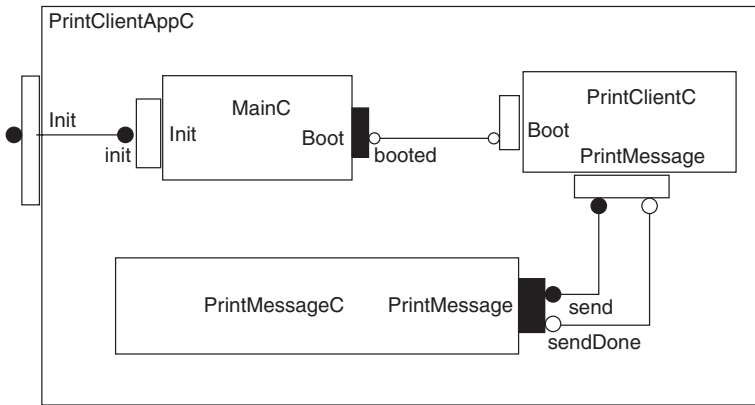 PrintClientAppC
Init
init
Init
MainC
Boot
booted
Boot
PrintClientC
PrintMessage
PrintMessageC
PrintMessage
send
sendDone